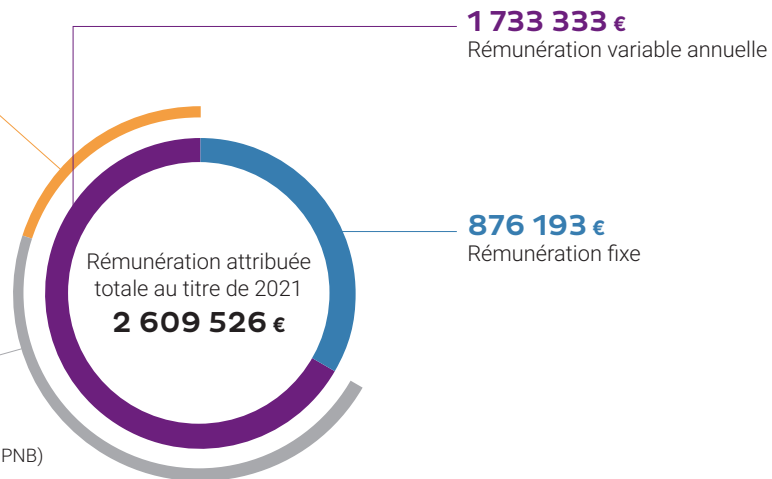 1 733 333 €
Rémunération variable annuelle
876 193 €
Rémunération fixe
Rémunération attribuée
totale au titre de 2021
2 609 526 €
PNB)